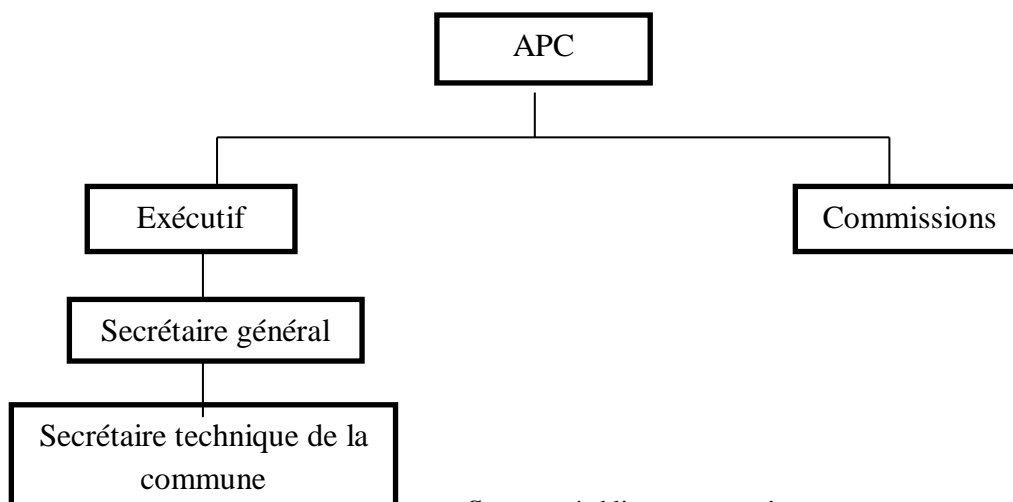 APC
Exécutif
Commissions
Secrétaire général
Secrétaire technique de la
commune